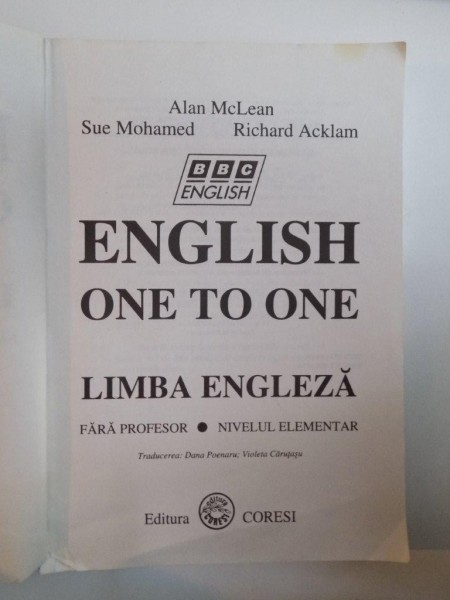 Alan McLean
Sue Mohamed Richard Acklam
BBC
ENGLISH
ENGLISH
ONE TO ONE
LIMBA ENGLEZĂ
FĂRĂ PROFESOR ● NIVELUL ELEMENTAR
Traducerea: Dana Poenaru; Violeta Căruțașu
Editura CORESI